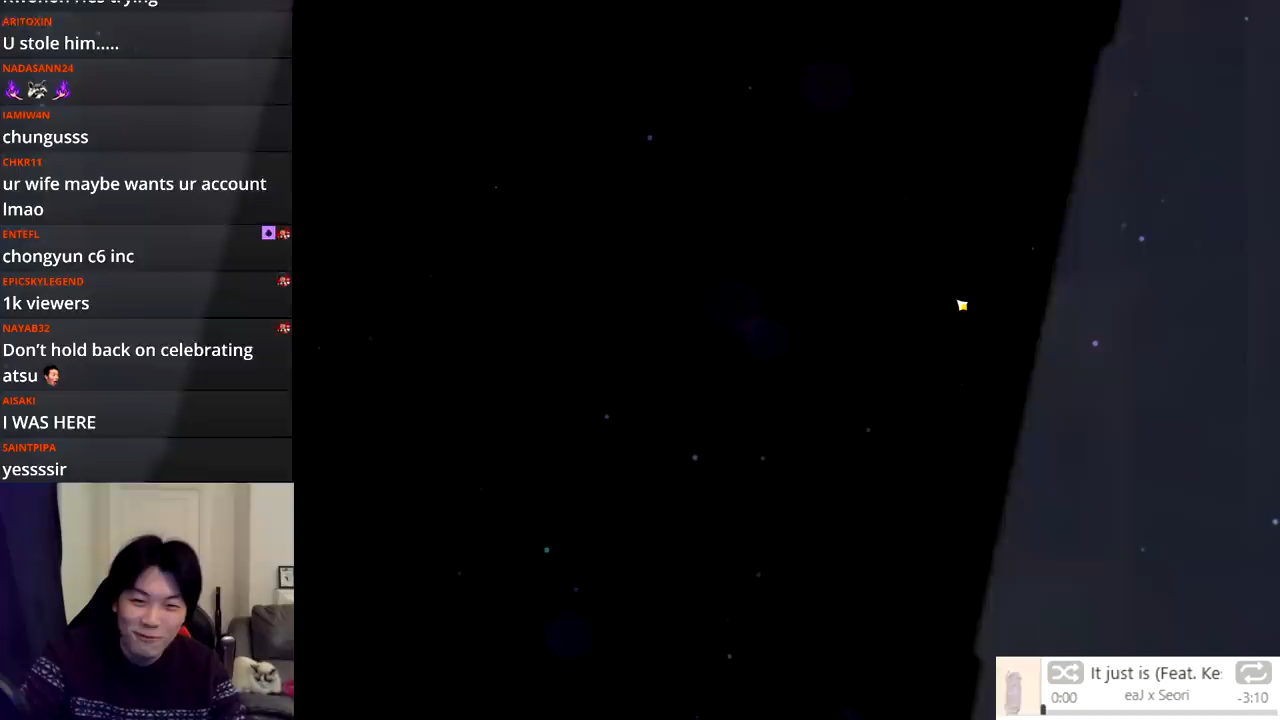 ARITOXIN
U stole him.....
NADASANN24
IAMIW4N
chungusss
CHKR11
ur wife maybe wants ur account
lmao
ENTEFL
chongyun c6 inc
EPICSKYLEGEND
1k viewers
NAYAB32
Don’t hold back on celebrating
atsu
AISAKI
I WAS HERE
SAINTPIPA
yessssir
It just is (Feat. Ke
0:00
eaJ x Seori
-3:10